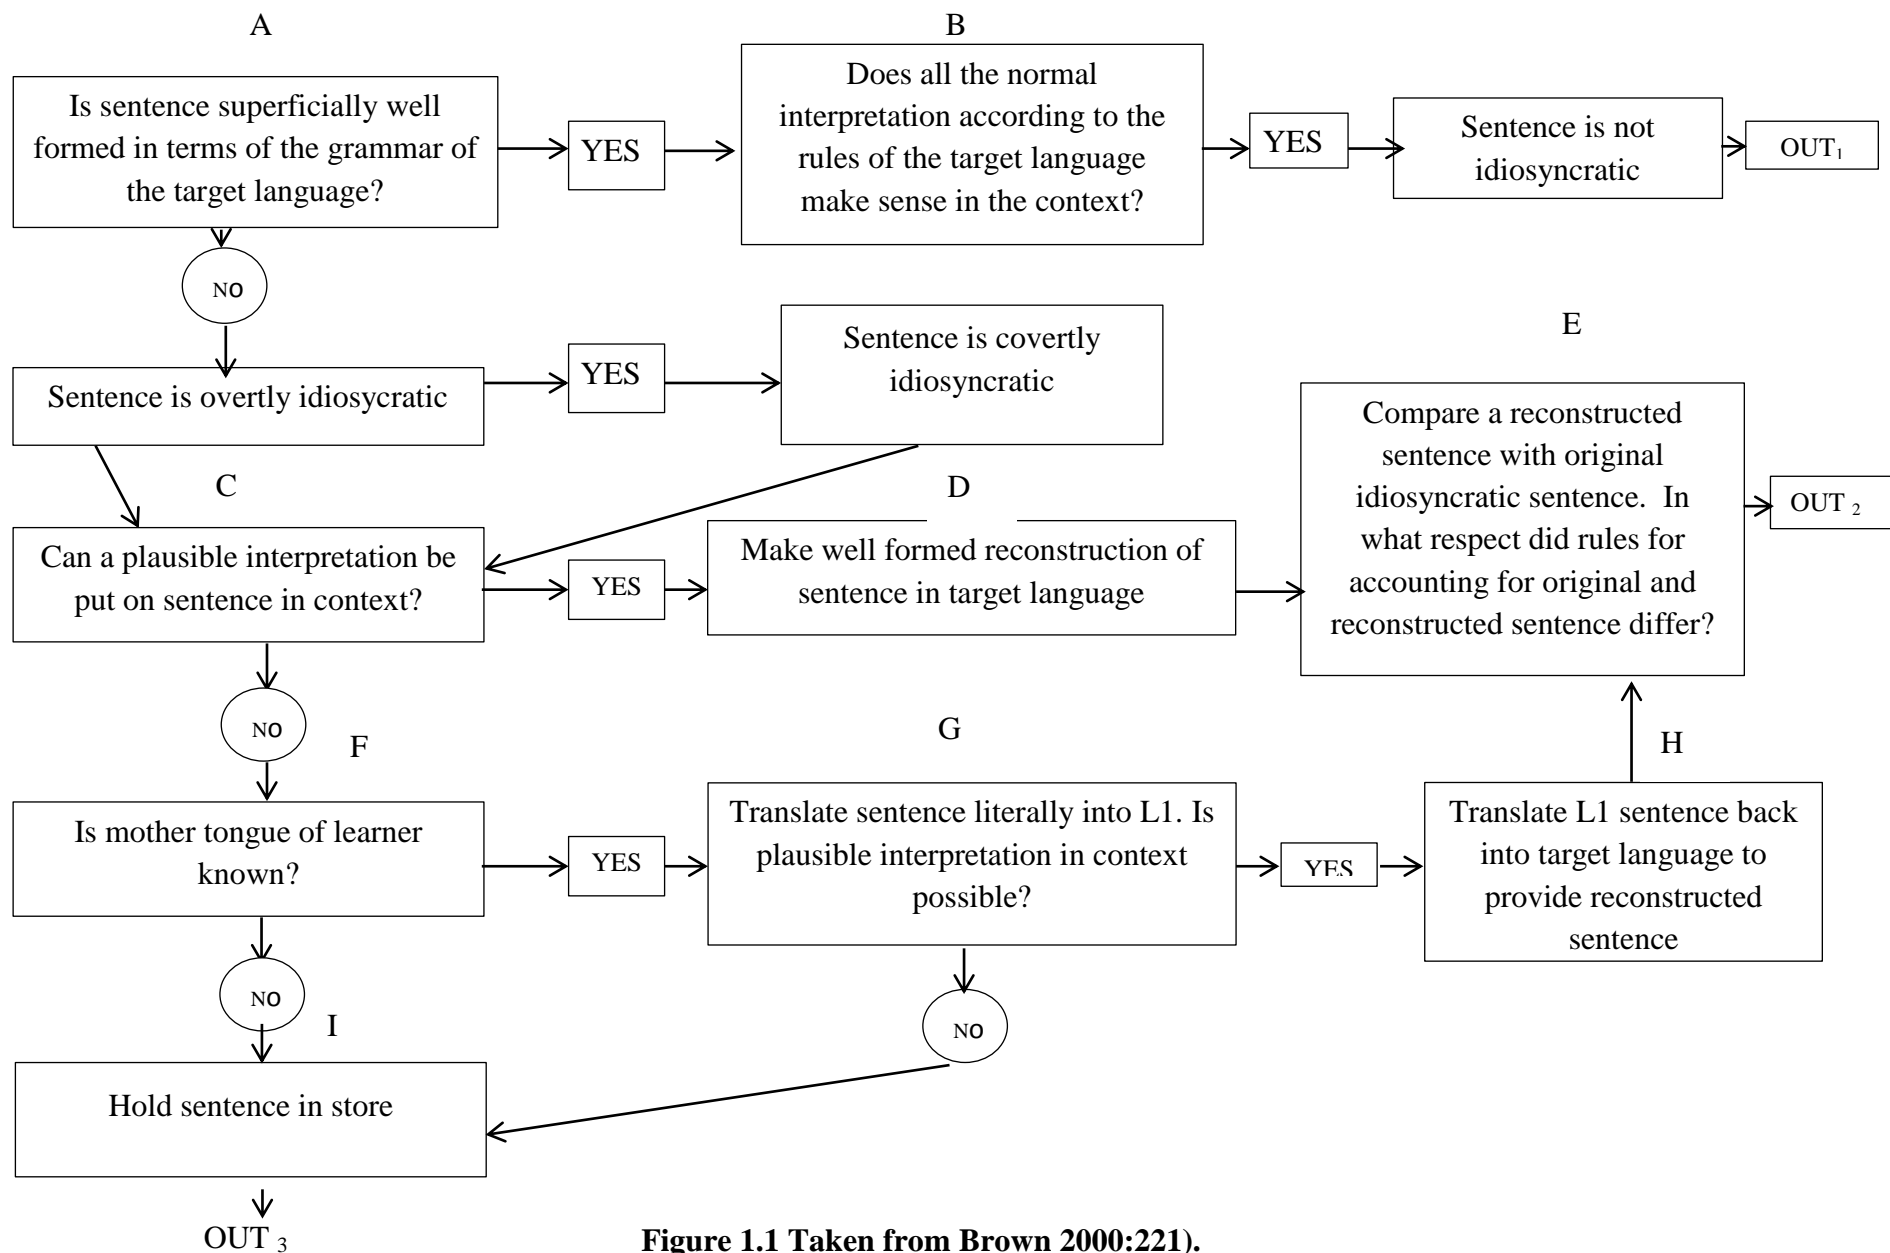 A
B
Is sentence superficially well
formed in terms of the grammar of
the target language?
YES
Does all the normal
interpretation according to the
rules of the target language
make sense in the context?
YES
Sentence is not
idiosyncratic
OUT₁
NO
Sentence is overtly idiosycratic
YES
Sentence is covertly
idiosyncratic
E
Compare a reconstructed
sentence with original
idiosyncratic sentence. In
what respect did rules for
accounting for original and
reconstructed sentence differ?
OUT ₂
C
D
Can a plausible interpretation be
put on sentence in context?
YES
Make well formed reconstruction of
sentence in target language
NO
F
G
H
Is mother tongue of learner
known?
YES
Translate sentence literally into L1. Is
plausible interpretation in context
possible?
YES
Translate L1 sentence back
into target language to
provide reconstructed
sentence
NO
I
NO
Hold sentence in store
OUT ₃
Figure 1.1 Taken from Brown 2000:221).